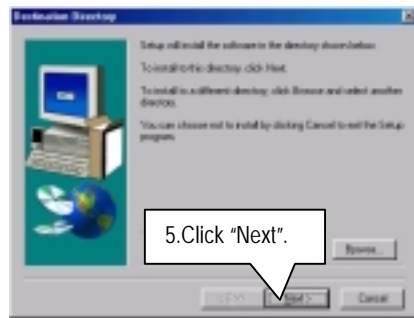 Destination Directory
Setup will install the software in the directory shown below.
To install to this directory, click Next.
To install to a different directory, click Browse and select another
directory.
You can choose not to install by clicking Cancel to exit the Setup
program.
5.Click “Next”.
Browse...
< Back
Next >
Cancel